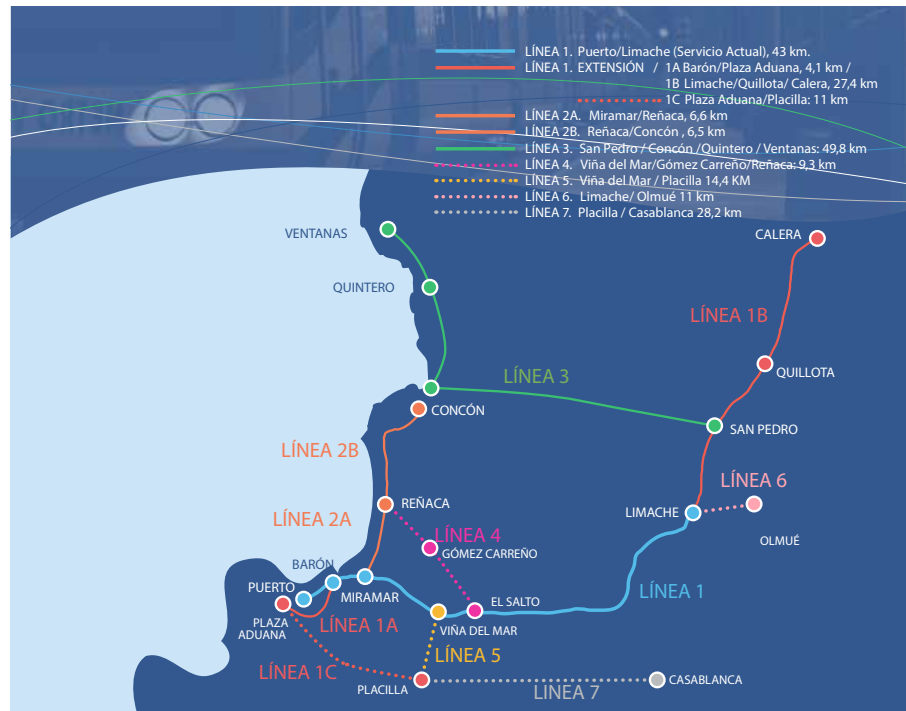 LÍNEA 1. Puerto/Limache (Servicio Actual), 43 km.
LÍNEA 1. EXTENSIÓN / 1A Barón/Plaza Aduana, 4,1 km /
1B Limache/Quillota/ Calera, 27,4 km
1C Plaza Aduana/Placilla: 11 km
LÍNEA 2A. Miramar/Reñaca, 6,6 km
LÍNEA 2B. Reñaca/Concón , 6,5 km
LÍNEA 3. San Pedro / Concón /Quintero / Ventanas: 49,8 km
LÍNEA 4. Viña del Mar/Gómez Carreño/Reñaca: 9,3 km
LÍNEA 5. Viña del Mar / Placilla 14,4 KM
LÍNEA 6. Limache/ Olmué 11 km
LÍNEA 7. Placilla / Casablanca 28,2 km
VENTANAS
CALERA
QUINTERO
LÍNEA 1B
QUILLOTA
LÍNEA 3
CONCÓN
SAN PEDRO
LÍNEA 2B
LÍNEA 6
REÑACA
LIMACHE
LÍNEA 2A
LÍNEA 4
OLMUÉ
GÓMEZ CARREÑO
BARÓN
PUERTO
MIRAMAR
LÍNEA 1
EL SALTO
PLAZA
ADUANA
LÍNEA 1A
VIÑA DEL MAR
LÍNEA 5
LÍNEA 1C
PLACILLA
CASABLANCA
LINEA 7